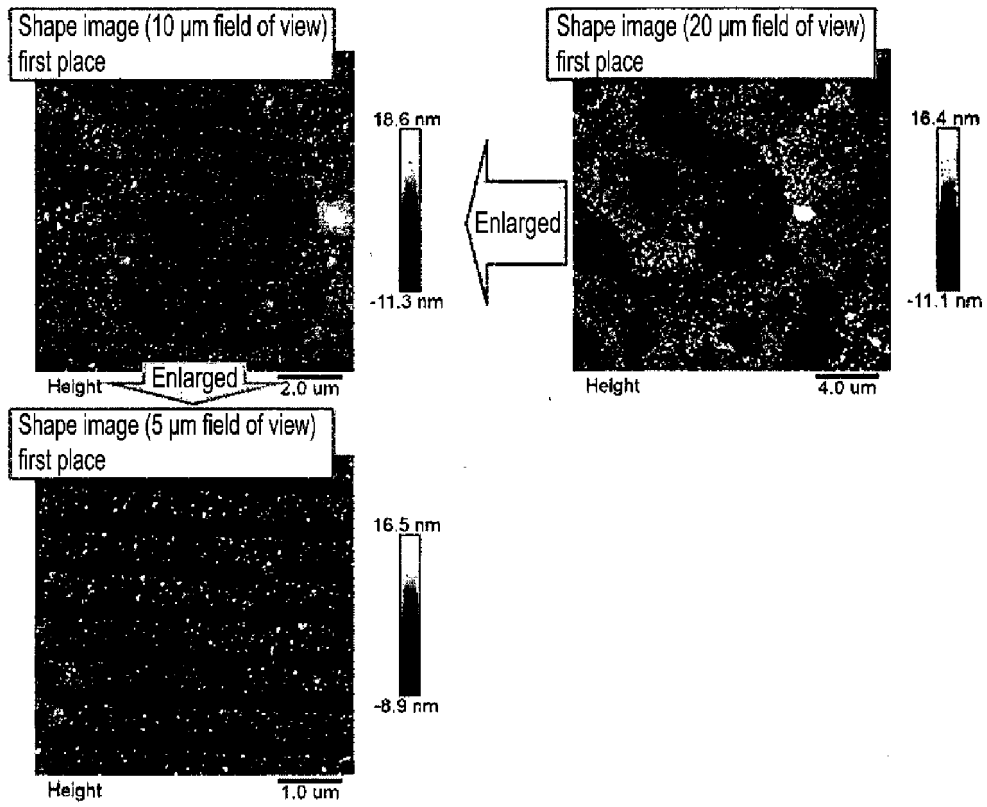 Shape image (10 µm field of view)
first place
18.6 nm
-11.3 nm
Height
2.0 um
Enlarged
Shape image (20 µm field of view)
first place
16.4 nm
-11.1 nm
Height
4.0 um
Enlarged
Shape image (5 µm field of view)
first place
16.5 nm
-8.9 nm
Height
1.0 um